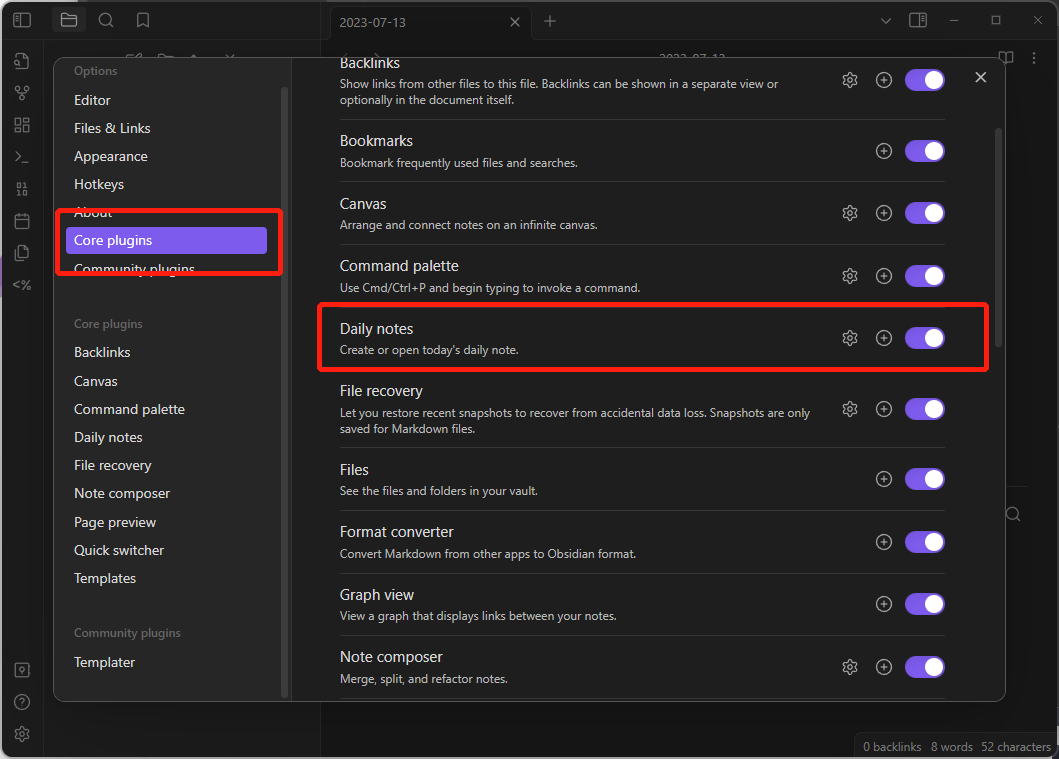 2023-07-13
2023-07-13
Options
Editor
Files & Links
Appearance
Hotkeys
About
Core plugins
Community plugins
Core plugins
Backlinks
Canvas
Command palette
Daily notes
File recovery
Note composer
Page preview
Quick switcher
Templates
Community plugins
Templater
Backlinks
Show links from other files to this file. Backlinks can be shown in a separate view or
optionally in the document itself.
Bookmarks
Bookmark frequently used files and searches.
Canvas
Arrange and connect notes on an infinite canvas.
Command palette
Use Cmd/Ctrl+P and begin typing to invoke a command.
Daily notes
Create or open today's daily note.
File recovery
Let you restore recent snapshots to recover from accidental data loss. Snapshots are only
saved for Markdown files.
Files
See the files and folders in your vault.
Format converter
Convert Markdown from other apps to Obsidian format.
Graph view
View a graph that displays links between your notes.
Note composer
Merge, split, and refactor notes.
0 backlinks 8 words 52 characters